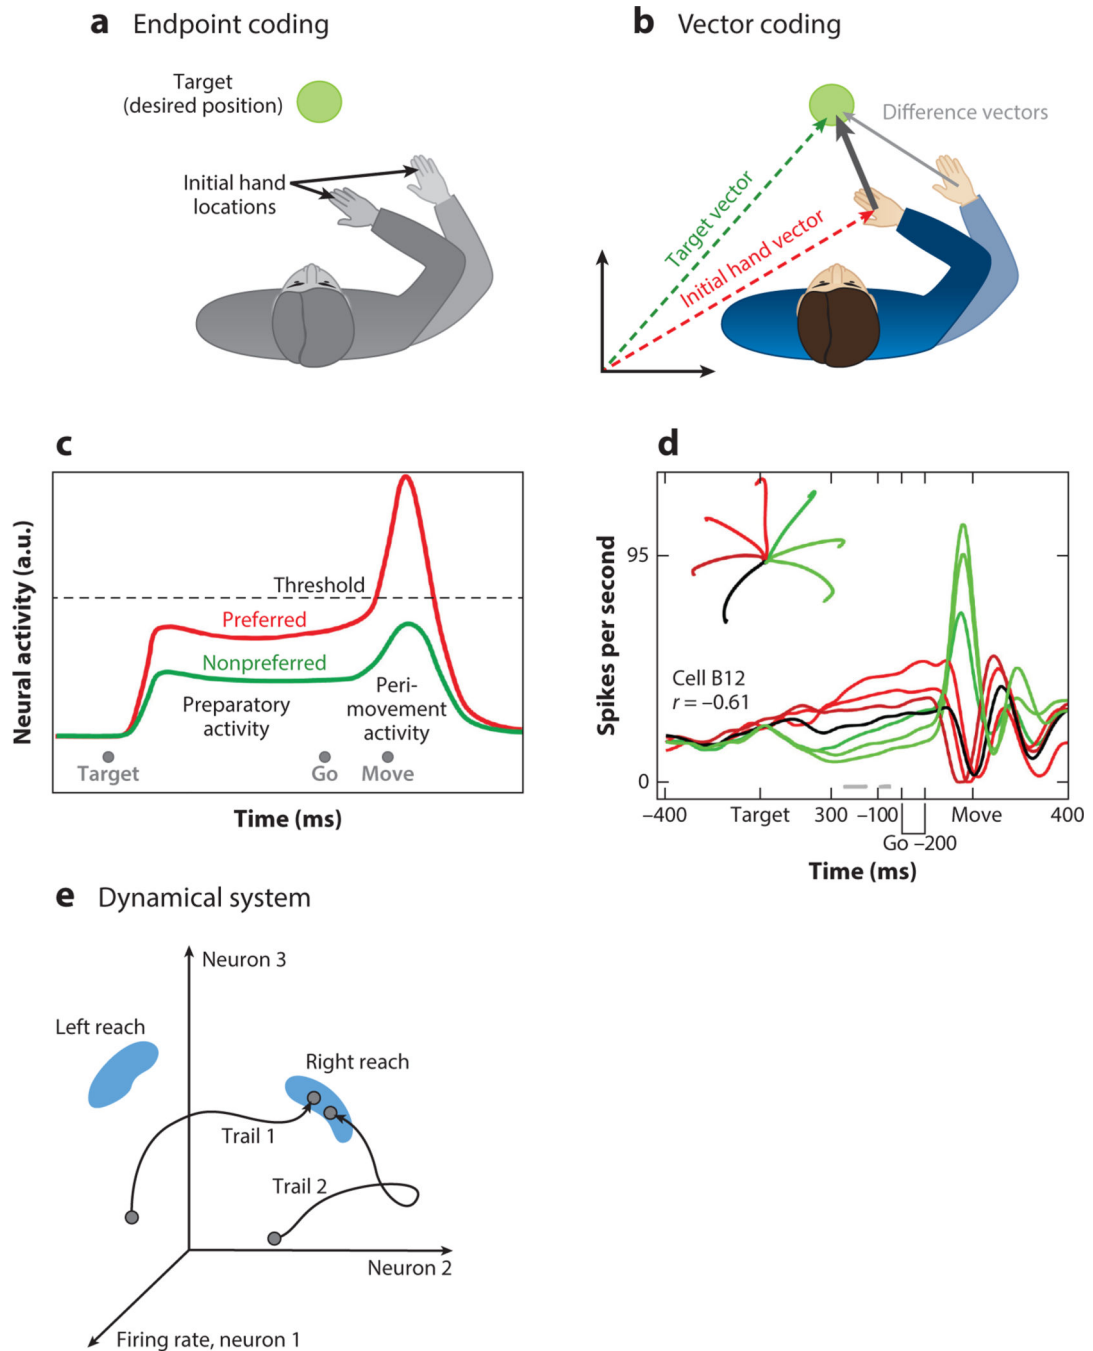 a Endpoint coding
Target
(desired position)
Initial hand
locations
b Vector coding
Difference vectors
Target vector
Initial hand vector
c
Neural activity (a.u.)
Threshold
Preferred
Nonpreferred
Preparatory
activity
Peri-
movement
activity
Target
Go
Move
Time (ms)
d
Spikes per second
95
0
Cell B12
r = –0.61
–400
Target
300
–100
Go
–200
Move
400
Time (ms)
e Dynamical system
Neuron 3
Left reach
Right reach
Trail 1
Trail 2
Neuron 2
Firing rate, neuron 1